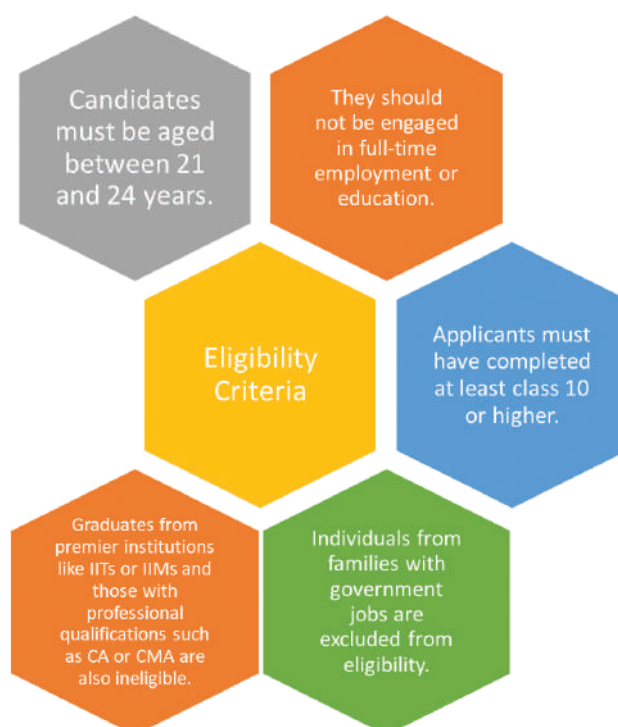 Candidates
must be aged
between 21
and 24 years.
They should
not be engaged
in full-time
employment or
education.
Eligibility
Criteria
Applicants must
have completed
at least class 10
or higher.
Graduates from
premier institutions
like IITs or IIMs and
those with
professional
qualifications such
as CA or CMA are
also ineligible.
Individuals from
families with
government
jobs are
excluded from
eligibility.